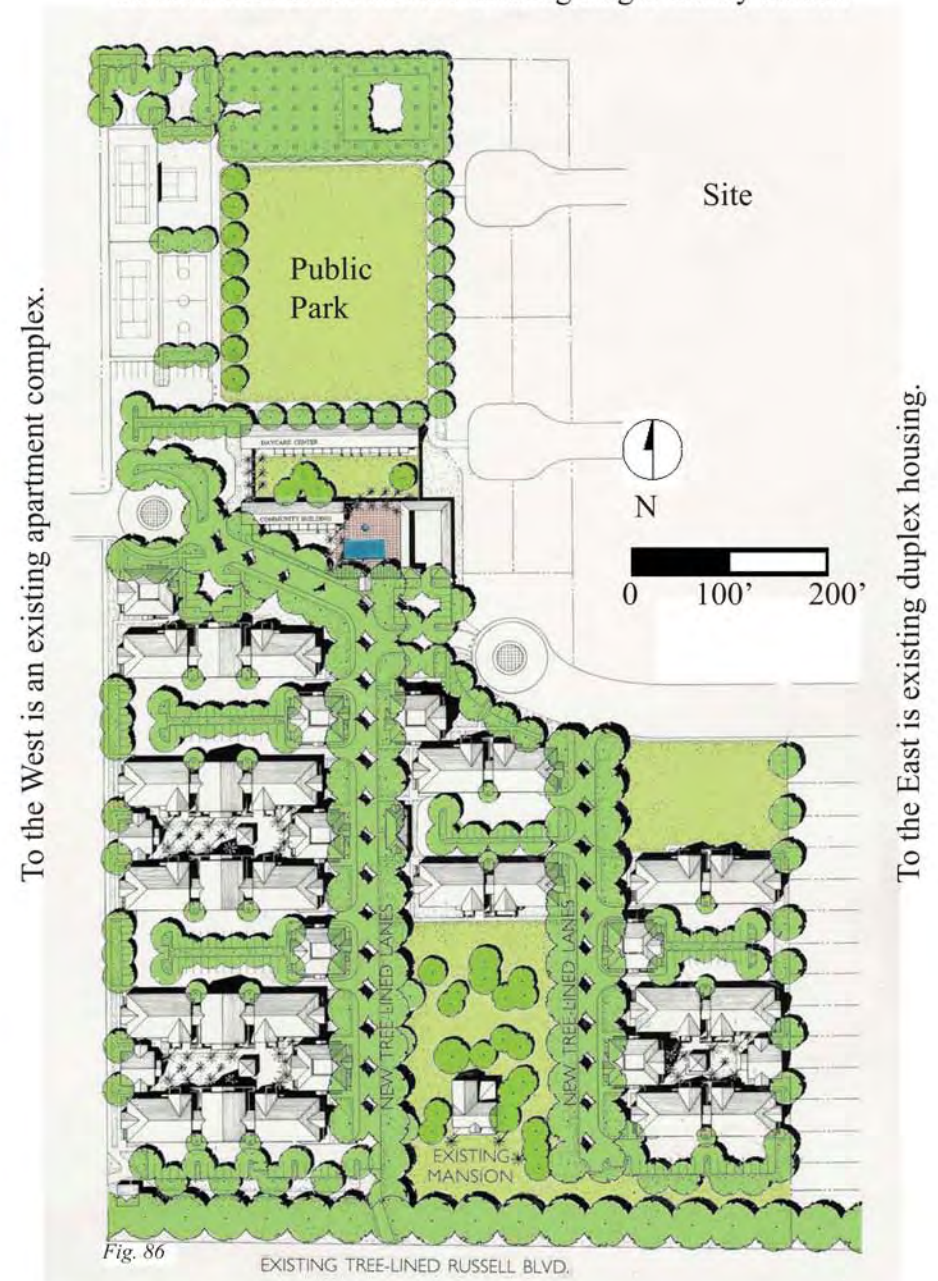 Site
Public
Park
To the West is an existing apartment complex.
To the East is existing duplex housing.
DAYCARE CENTER
COMMUNITY BUILDING
N
0 100’ 200’
NEW TREE-LINED LANES
NEW TREE-LINED LANES
EXISTING
MANSION
Fig. 86
EXISTING TREE-LINED RUSSELL BLVD.